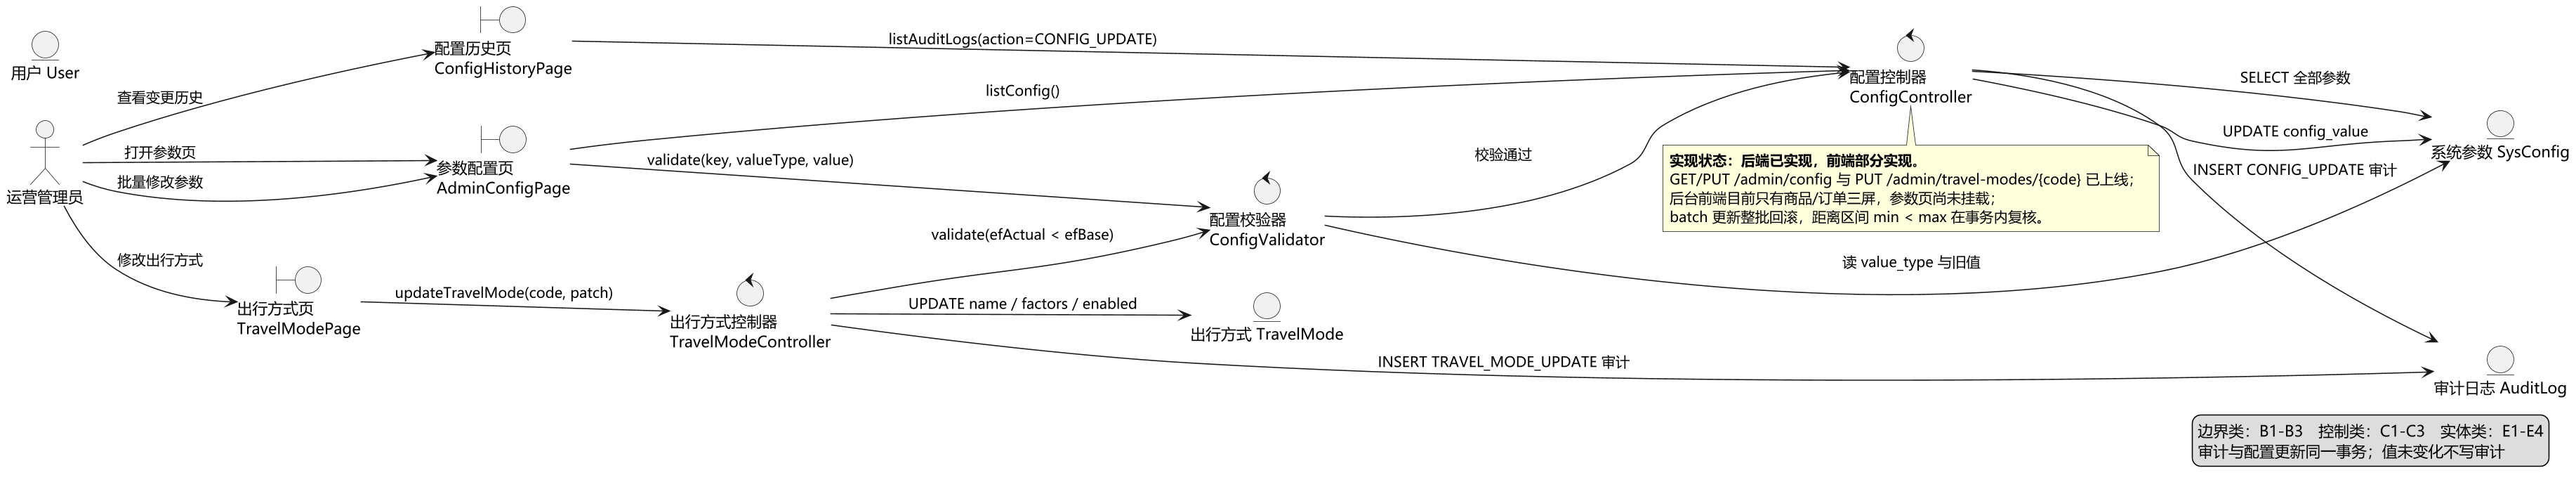 用户 User
运营管理员
查看变更历史
打开参数页
批量修改参数
修改出行方式
配置历史页
ConfigHistoryPage
参数配置页
AdminConfigPage
出行方式页
TravelModePage
listAuditLogs(action=CONFIG_UPDATE)
listConfig()
validate(key, valueType, value)
validate(efActual < efBase)
updateTravelMode(code, patch)
出行方式控制器
TravelModeController
UPDATE name / factors / enabled
INSERT TRAVEL_MODE_UPDATE 审计
配置校验器
ConfigValidator
出行方式 TravelMode
校验通过
读 value_type 与旧值
配置控制器
ConfigController
实现状态：后端已实现，前端部分实现。
GET/PUT /admin/config 与 PUT /admin/travel-modes/{code} 已上线；
后台前端目前只有商品/订单三屏，参数页尚未挂载；
batch 更新整批回滚，距离区间 min < max 在事务内复核。
SELECT 全部参数
UPDATE config_value
INSERT CONFIG_UPDATE 审计
系统参数 SysConfig
审计日志 AuditLog
边界类：B1-B3　控制类：C1-C3　实体类：E1-E4
审计与配置更新同一事务；值未变化不写审计